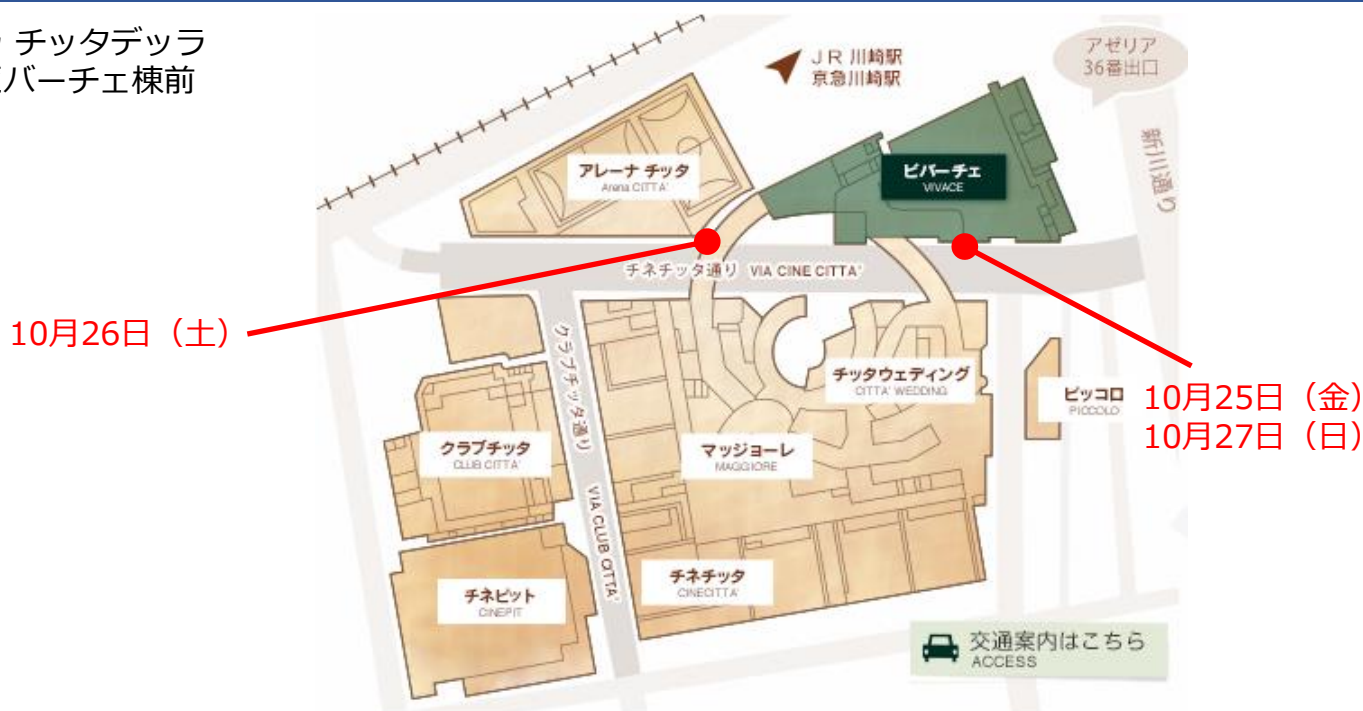 チッタデッラ
バーチェ棟前
JR 川崎駅
京急川崎駅
アゼリア
36番出口
新川通り
アレーナ チッタ
Arena CITTA'
ビバーチェ
VIVACE
チネチッタ通り VIA CINE CITTA'
10月26日（土）
クラブチッタ通り
VIA CLUB CITTA'
チッタウェディング
CITTA' WEDDING
ピッコロ
PICCOLO
10月25日（金）
10月27日（日）
クラブチッタ
CLUB CITTA'
マッジョーレ
MAGGIORE
チネチッタ
CINECITTA'
チネピット
CINEPIT
交通案内はこちら
ACCESS